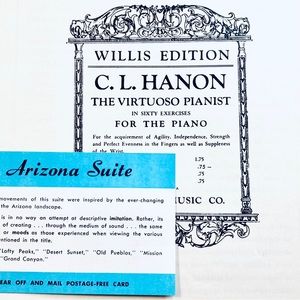 WILLIS EDITION
C. L. HANON
THE VIRTUOSO PIANIST
IN SIXTY EXERCISES
FOR THE PIANO
For the acquirement of Agility, Independence, Strength
and Perfect Evenness in the Fingers as well as Suppleness
of the Wrist.
1.75
.75
.75
.75
MUSIC CO.
Arizona Suite
movements of this suite were inspired by the ever-changing
the Arizona landscape.
is in no way an attempt at descriptive imitation. Rather, its
of creating . . . through the medium of sound . . . the some
or moods as those experienced when viewing the various
mentioned in the title.
"Lofty Peaks," "Desert Sunset," "Old Pueblos, "Mission
"Grand Canyon."
EAR OFF AND MAIL POSTAGE-FREE CARD